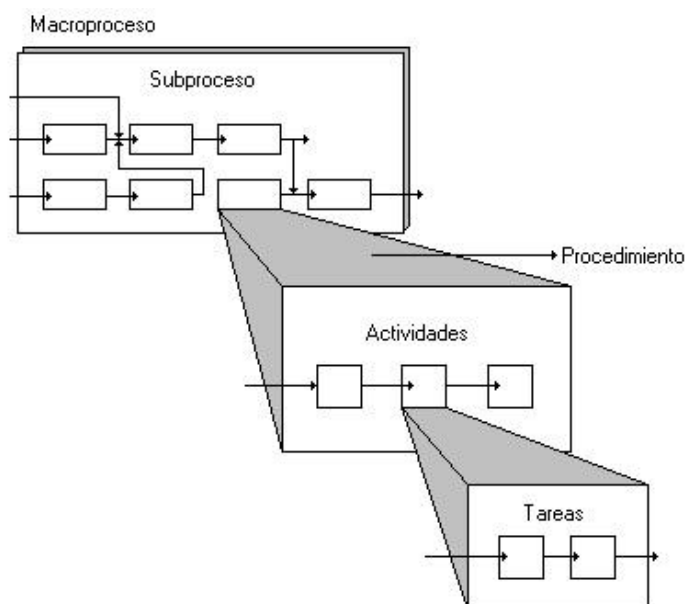 Macroproceso
Subproceso
Procedimiento
Actividades
Tareas